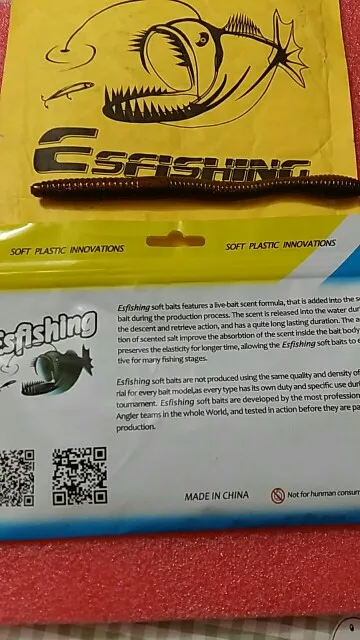 ESFISHING
SOFT PLASTIC INNOVATIONS SOFT PLASTIC INNOVATIONS
Esfishing
Esfishing soft baits features a live-bait scent formula, that is added into the
bait during the production process. The scent is released into the water
the descent and retrieve action, and has a quite long lasting duration. The
tion of scented salt improve the absorbtion of the scent inside the bait body
preserves the elasticity for longer time, allowing the Esfishing soft baits to
tive for many fishing stages.
Esfishing soft baits are not produced using the same quality and density of
rial for every bait model,as every type has its own duty and specific use
tournament. Esfishing soft baits are developed by the most profession
Angler teams in the whole World, and tested in action before they are
production.
MADE IN CHINA Not for hunman